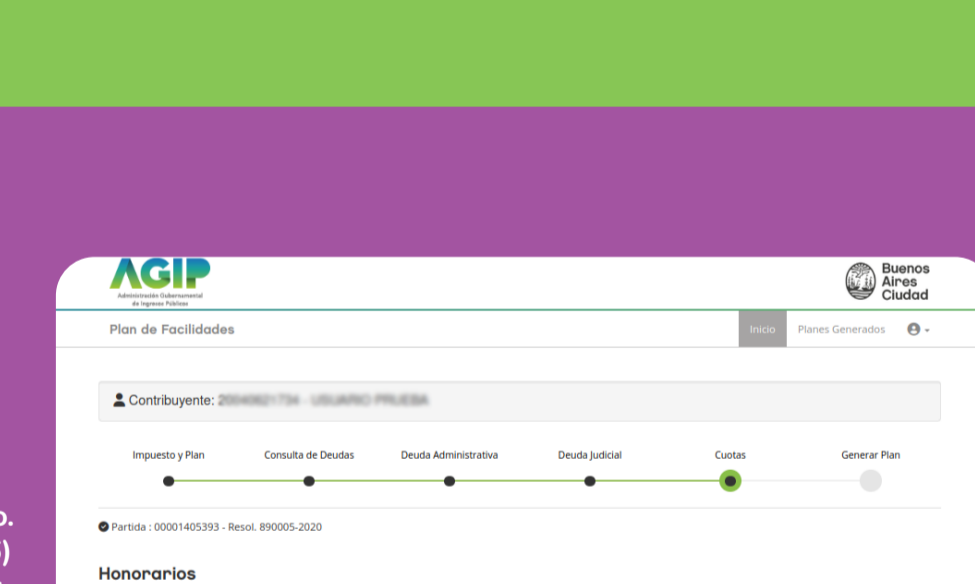 AGIP
Administración Gubernamental
de Ingresos Públicos
Buenos
Aires
Ciudad
Plan de Facilidades
Inicio
Planes Generados
Contribuyente:
Impuesto y Plan
Consulta de Deudas
Deuda Administrativa
Deuda Judicial
Cuotas
Generar Plan
Partida : 00001405393 - Resol. 890005-2020
Honorarios